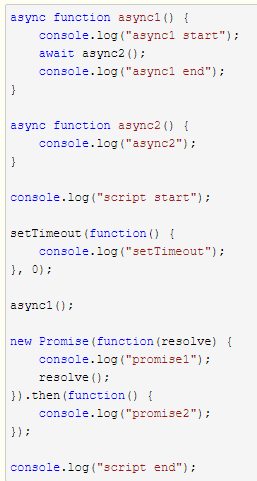 async function async1() {
    console.log("async1 start");
    await async2();
    console.log("async1 end");
}

async function async2() {
    console.log("async2");
}

console.log("script start");

setTimeout(function() {
    console.log("setTimeout");
}, 0);

async1();

new Promise(function(resolve) {
    console.log("promise1");
    resolve();
}).then(function() {
    console.log("promise2");
});

console.log("script end");